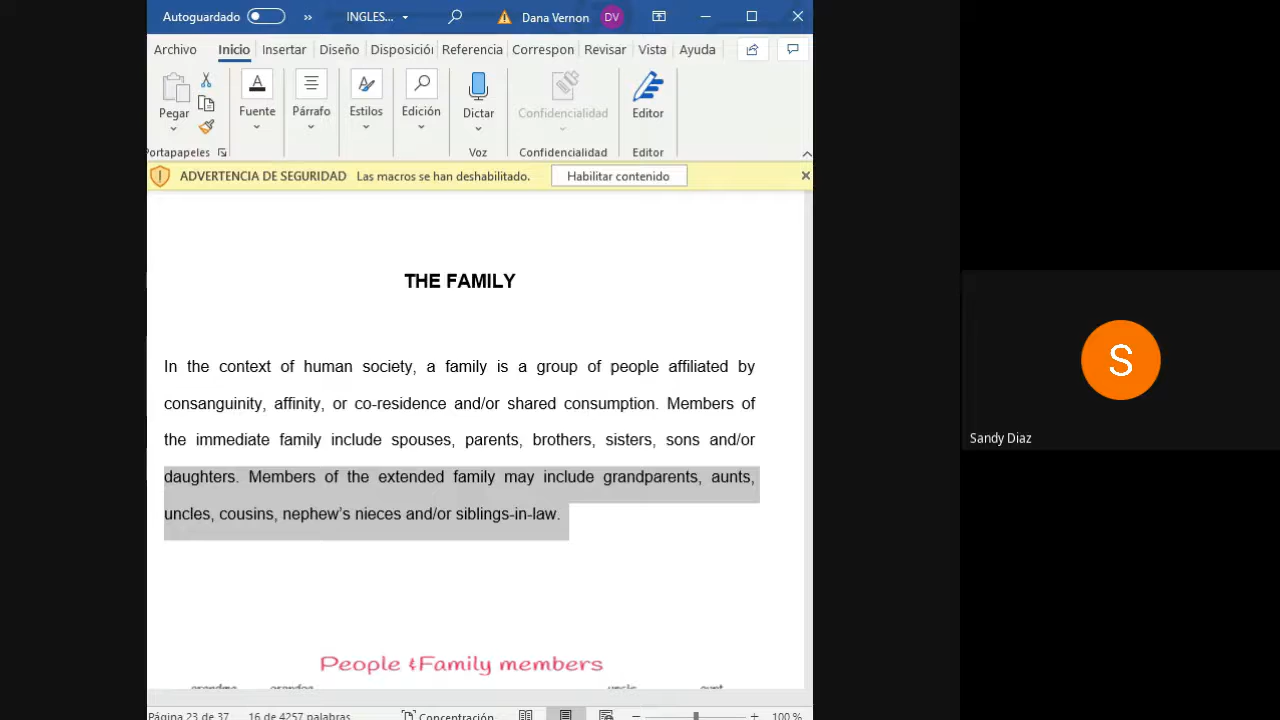 Autoguardado INGLES... Dana Vernon DV
Archivo Inicio Insertar Diseño Disposición Referencia Correspon Revisar Vista Ayuda
Pegar Fuente Párrafo Estilos Edición Dictar Confidencialidad Editor
Portapapeles Voz Confidencialidad Editor
ADVERTENCIA DE SEGURIDAD Las macros se han deshabilitado. Habilitar contenido
THE FAMILY
In the context of human society, a family is a group of people affiliated by
consanguinity, affinity, or co-residence and/or shared consumption. Members of
the immediate family include spouses, parents, brothers, sisters, sons and/or
daughters. Members of the extended family may include grandparents, aunts,
uncles, cousins, nephew’s nieces and/or siblings-in-law.
People & Family members
grandma grandpa uncle aunt
Página 23 de 37 16 de 4257 palabras Concentración 100 %
S
Sandy Diaz